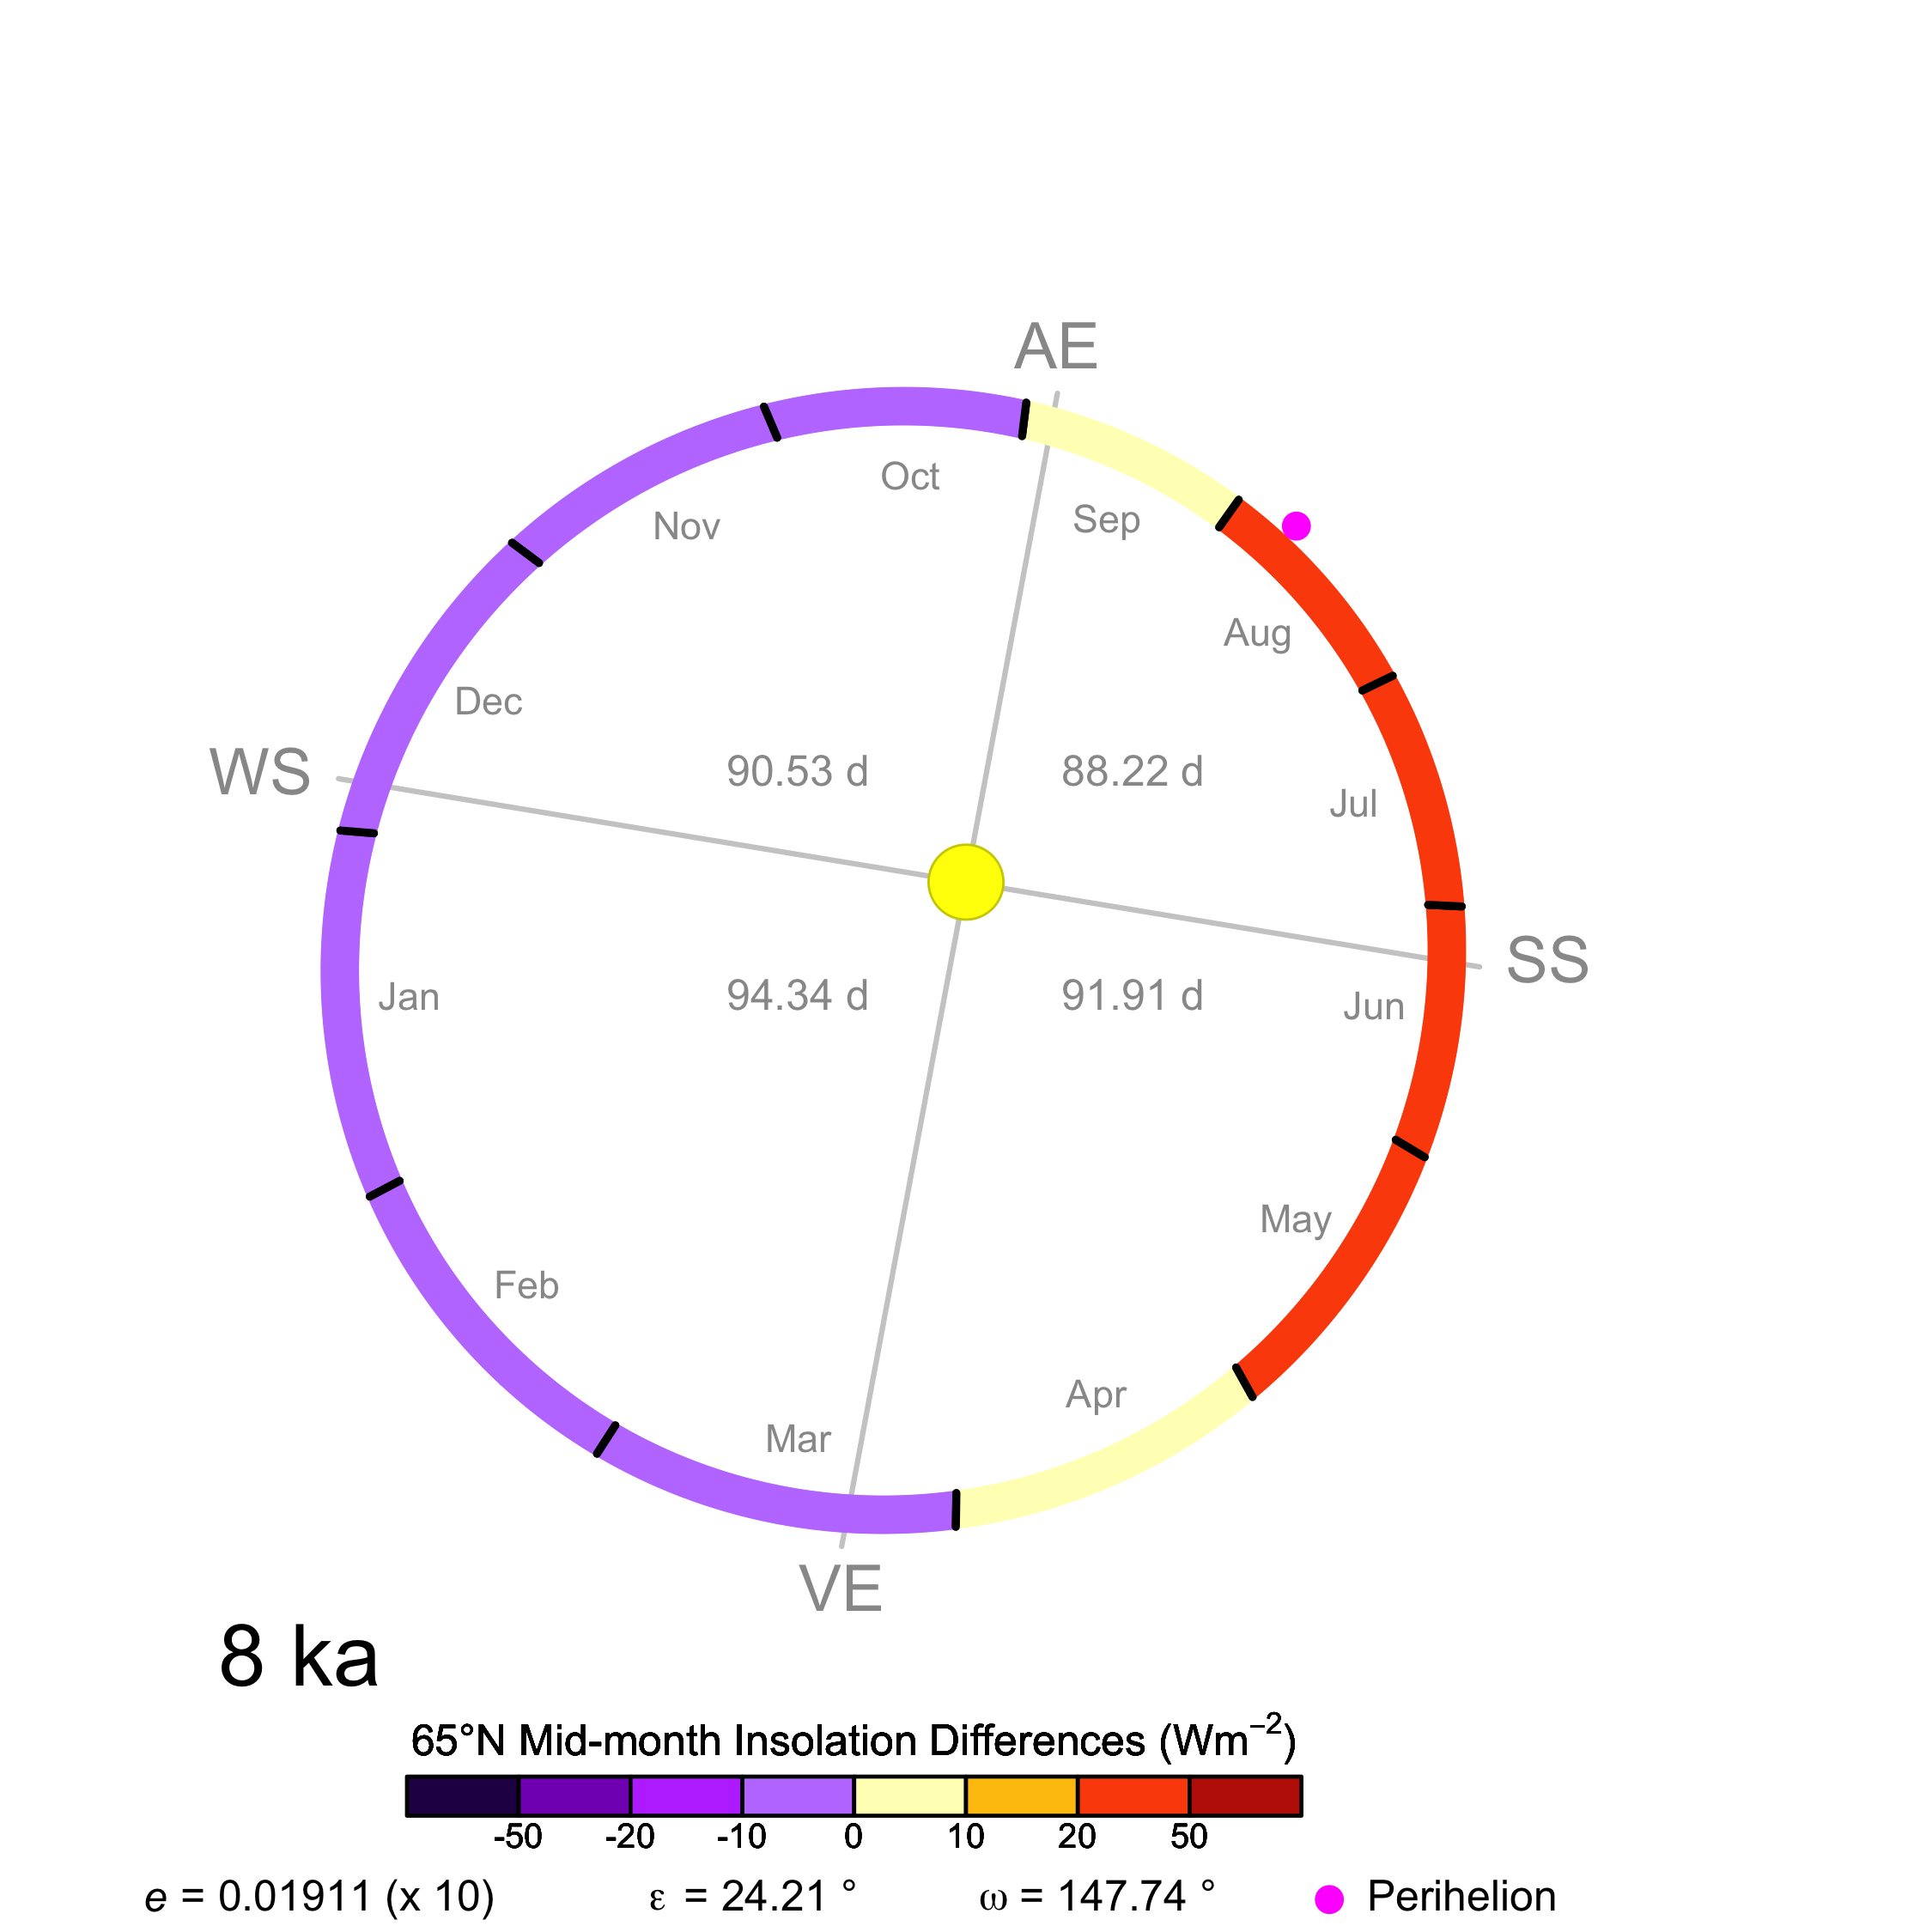 AE
Oct
Sep
Nov
Aug
Dec
WS
90.53 d
88.22 d
Jul
SS
94.34 d
91.91 d
Jan
Jun
May
Feb
Apr
Mar
VE
8 ka
65°N Mid-month Insolation Differences (Wm⁻²)
-50 -20 -10 0 10 20 50
e = 0.01911 (x 10) ε = 24.21 ° ω = 147.74 ° Perihelion